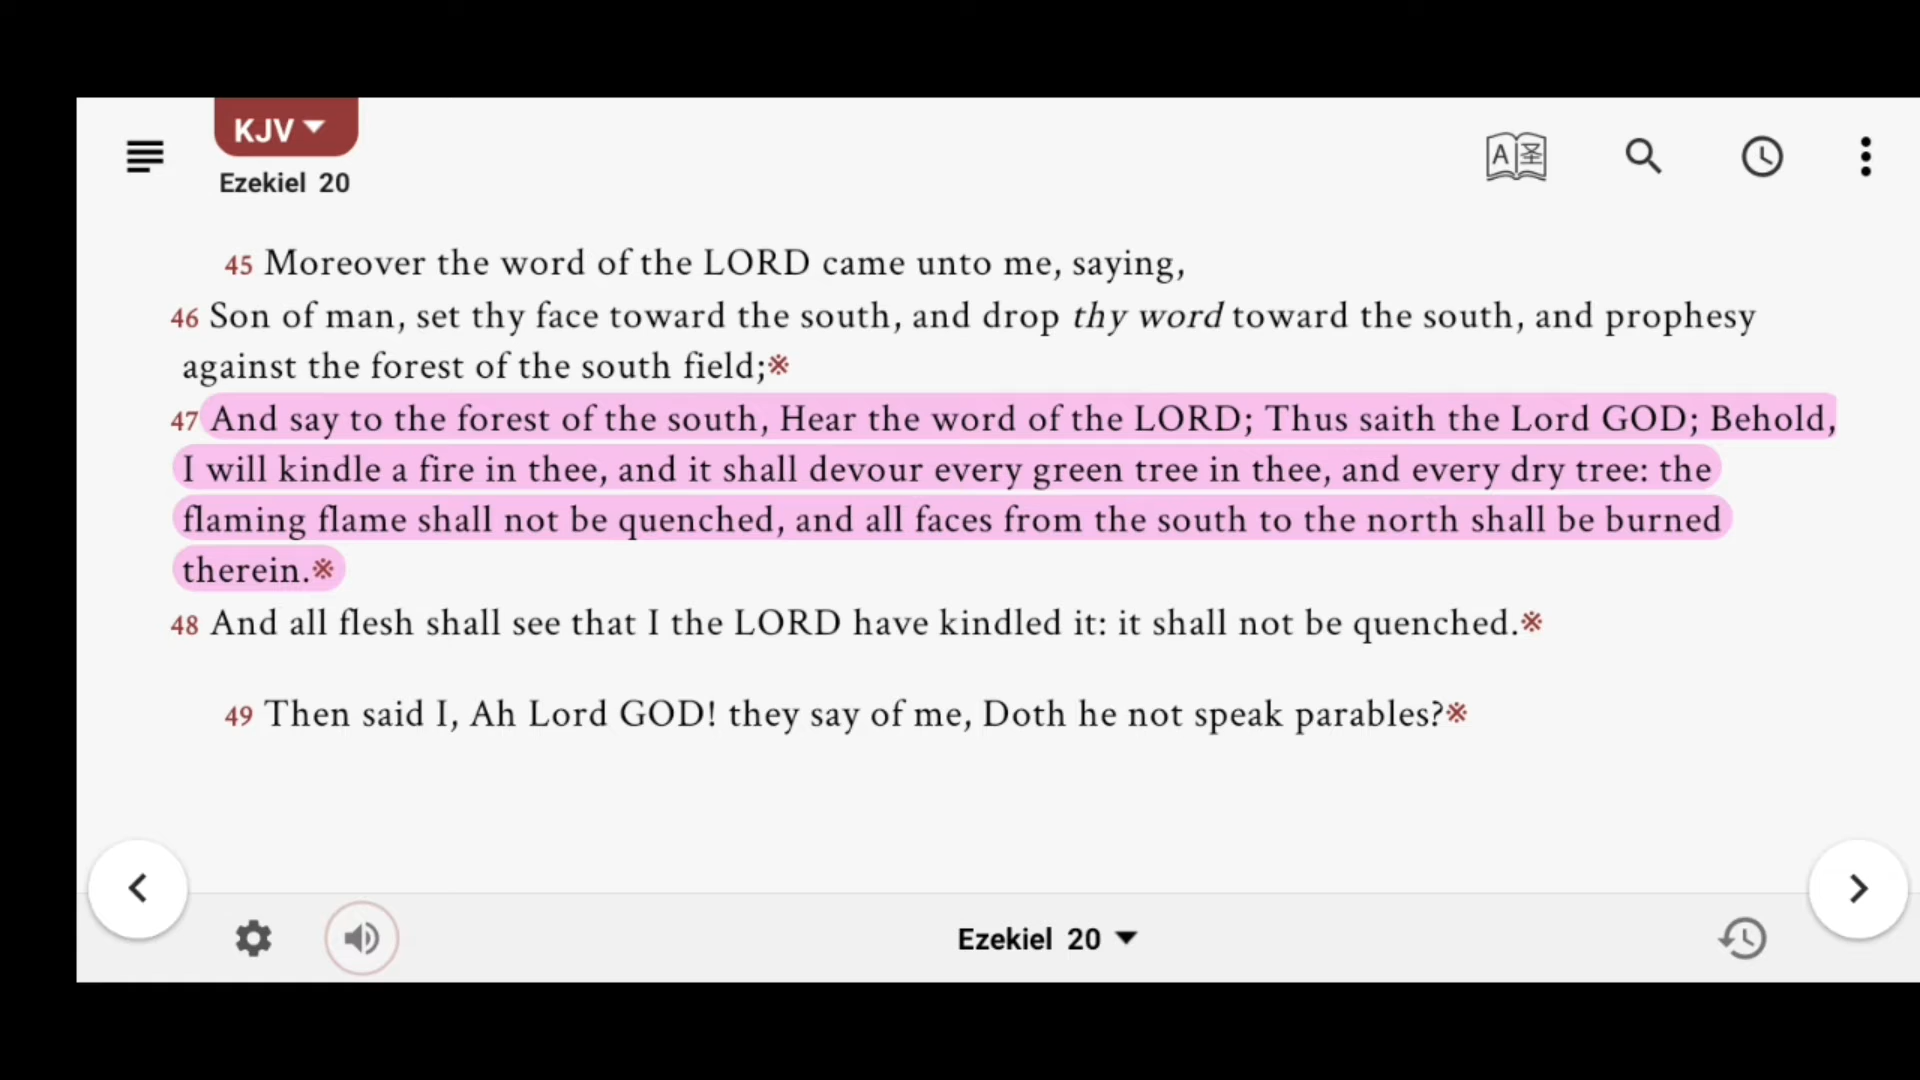 KJV
Ezekiel 20
A 圣
45 Moreover the word of the LORD came unto me, saying,
46 Son of man, set thy face toward the south, and drop thy word toward the south, and prophesy
against the forest of the south field;※
47 And say to the forest of the south, Hear the word of the LORD; Thus saith the Lord GOD; Behold,
I will kindle a fire in thee, and it shall devour every green tree in thee, and every dry tree: the
flaming flame shall not be quenched, and all faces from the south to the north shall be burned
therein.※
48 And all flesh shall see that I the LORD have kindled it: it shall not be quenched.※
49 Then said I, Ah Lord GOD! they say of me, Doth he not speak parables?※
Ezekiel 20